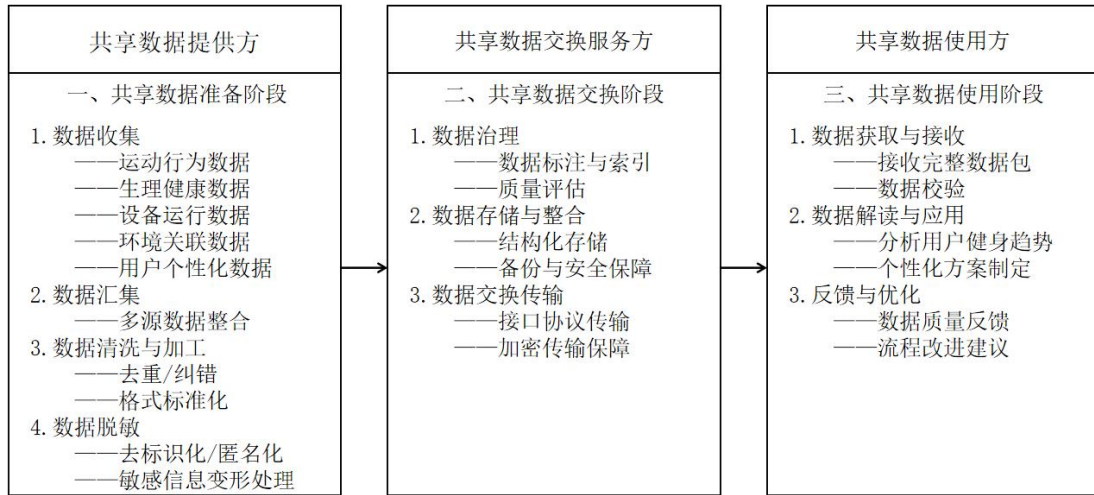 共享数据提供方
一、共享数据准备阶段
1.数据收集
——运动行为数据
——生理健康数据
——设备运行数据
——环境关联数据
——用户个性化数据
2.数据汇集
——多源数据整合
3.数据清洗与加工
——去重/纠错
——格式标准化
4.数据脱敏
——去标识化/匿名化
——敏感信息变形处理
共享数据交换服务方
二、共享数据交换阶段
1.数据治理
——数据标注与索引
——质量评估
2.数据存储与整合
——结构化存储
——备份与安全保障
3.数据交换传输
——接口协议传输
——加密传输保障
共享数据使用方
三、共享数据使用阶段
1.数据获取与接收
——接收完整数据包
——数据校验
2.数据解读与应用
——分析用户健身趋势
——个性化方案制定
3.反馈与优化
——数据质量反馈
——流程改进建议